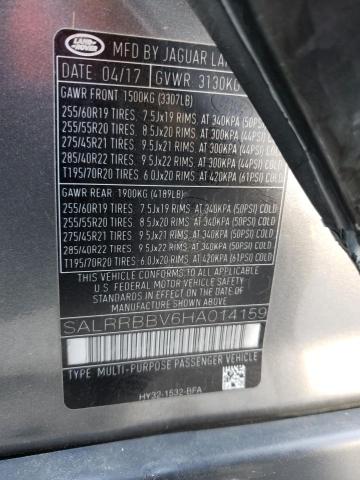 LAND ROVER
MFD BY JAGUAR LAN
DATE 04/17 GVWR 3130KG
GAWR FRONT 1500KG (3307LB)
255/60R19 TIRES 7.5Jx19 RIMS AT 340KPA (50PSI)
255/55R20 TIRES 8.5Jx20 RIMS AT 300KPA (44PSI)
275/45R21 TIRES 9.5Jx21 RIMS AT 300KPA (44PSI) COLD
285/40R22 TIRES 9.5Jx22 RIMS AT 300KPA (44PSI) COLD
T195/70R20 TIRES 6.0Jx20 RIMS AT 420KPA (61PSI) COLD
GAWR REAR 1900KG (4189LB)
255/60R19 TIRES 7.5Jx19 RIMS AT 340KPA (50PSI) COLD
255/55R20 TIRES 8.5Jx20 RIMS AT 340KPA (50PSI) COLD
275/45R21 TIRES 9.5Jx21 RIMS AT 340KPA (50PSI) COLD
285/40R22 TIRES 9.5Jx22 RIMS AT 340KPA (50PSI) COLD
T195/70R20 TIRES 6.0Jx20 RIMS AT 420KPA (61PSI) COLD
THIS VEHICLE CONFORMS TO ALL APPLICABLE
U.S FEDERAL MOTOR VEHICLE SAFETY
STANDARDS IN EFFECT ON THE DATE OF
MANUFACTURE SHOWN ABOVE
SALRRBBV6HA014159
TYPE: MULTI-PURPOSE PASSENGER VEHICLE
HY32-1532-BFA